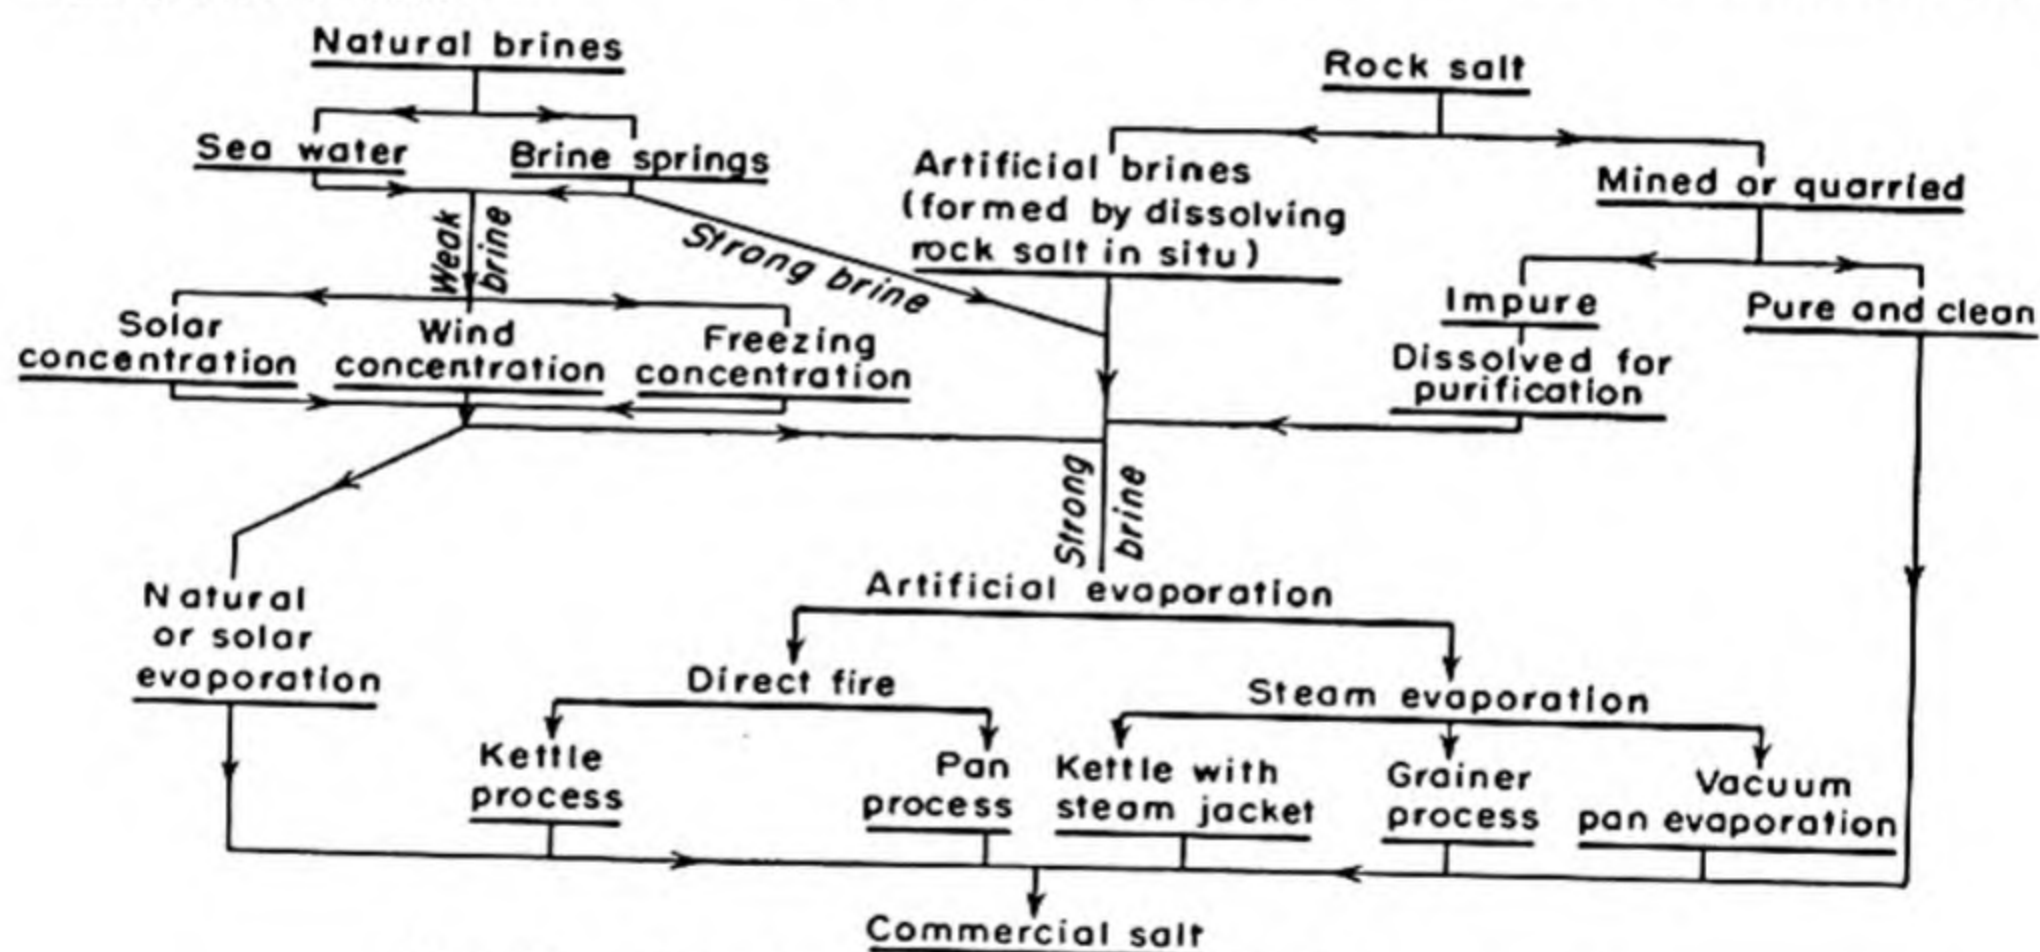 Natural brines
Rock salt
Sea water
Brine springs
Artificial brines
(formed by dissolving
rock salt in situ)
Mined or quarried
Weak
brine
Strong brine
Impure
Pure and clean
Solar
concentration
Wind
concentration
Freezing
concentration
Dissolved for
purification
Strong
brine
Natural
or solar
evaporation
Artificial evaporation
Direct fire
Steam evaporation
Kettle
process
Pan
process
Kettle with
steam jacket
Grainer
process
Vacuum
pan evaporation
Commercial salt